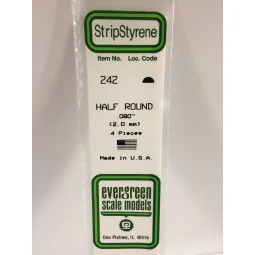 StripStyrene
Item No. Loc. Code
242
HALF ROUND
.080"
(2.0 mm)
4 Pieces
Made in U.S.A.
evergreen
scale models
Des Plaines, IL 60018